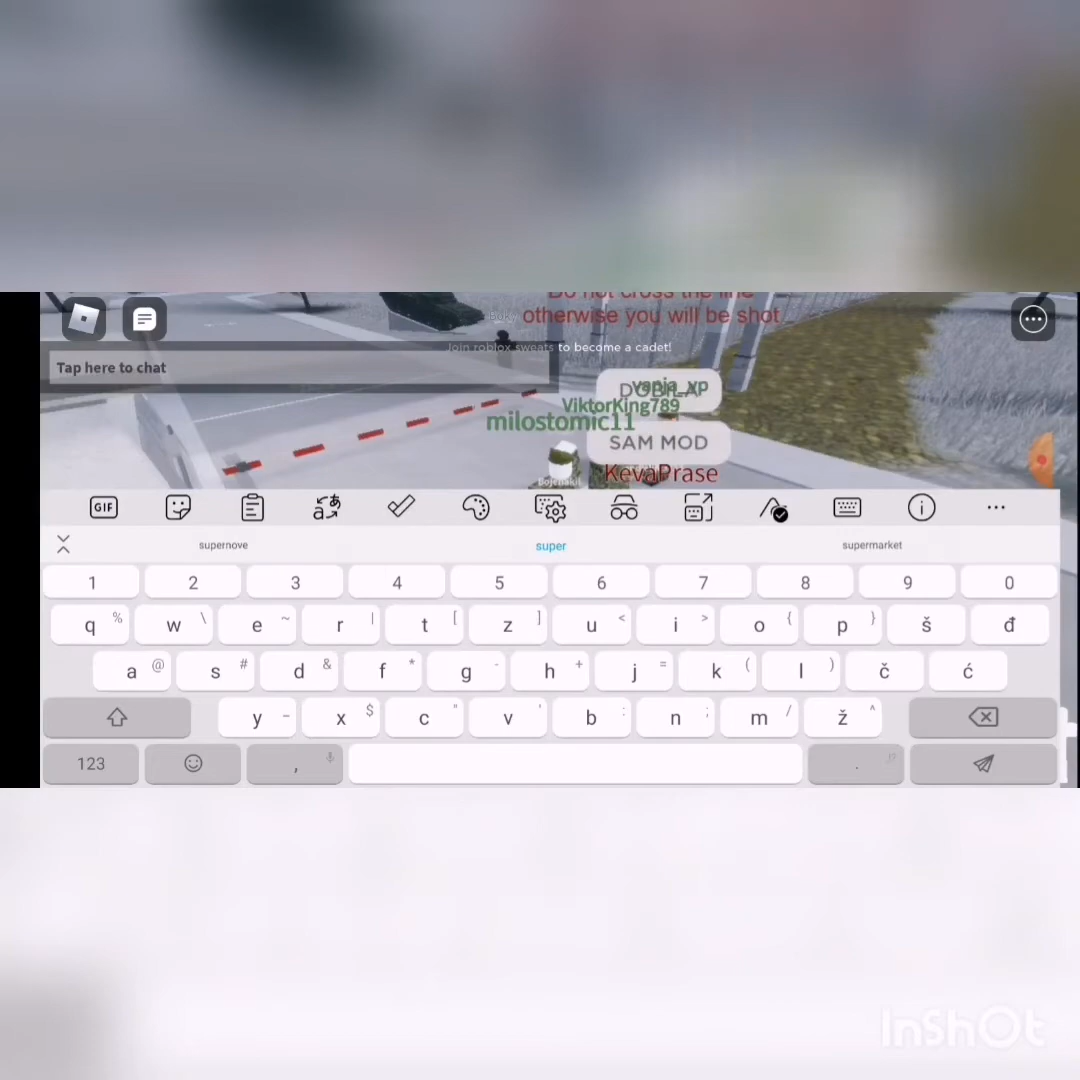 Do not cross the line
otherwise you will be shot
Join roblox sweats to become a cadet!
Tap here to chat
vanja_vp
ViktorKing789
milostomic11
SAM MOD
KevaPrase
GIF
supernove super supermarket
1 2 3 4 5 6 7 8 9 0
q % w \ e ~ r | t [ z ] u < i > o { p } š đ
a @ s # d & f * g - h + j = k ( l ) č ć
y _ x $ c " v ' b : n ; m / ž ^
123 , . !?
InShOt